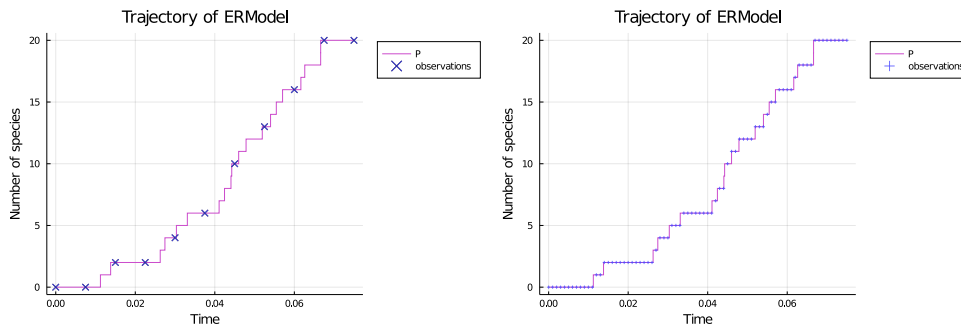 Trajectory of ERModel
20
15
10
5
0
Number of species
0.00 0.02 0.04 0.06
Time
P
observations
Trajectory of ERModel
20
15
10
5
0
Number of species
0.00 0.02 0.04 0.06
Time
P
observations